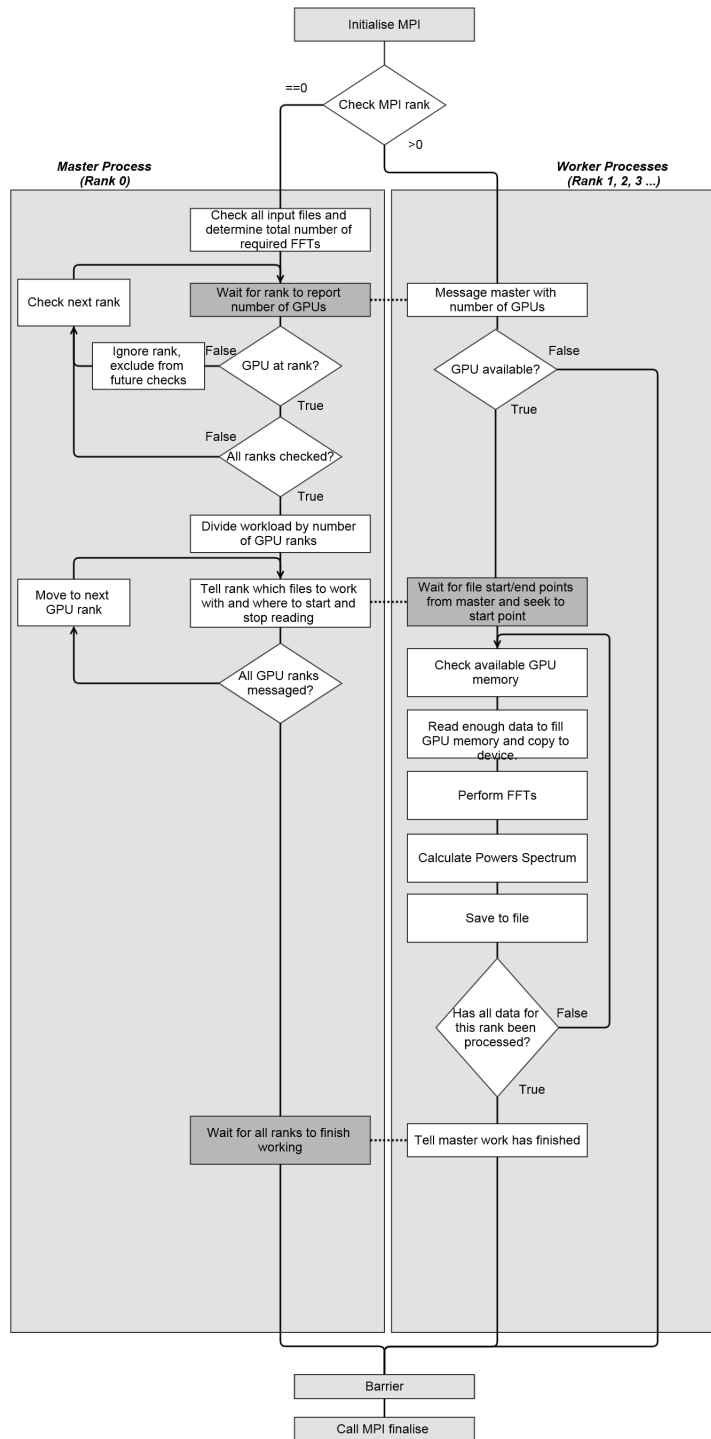 Initialise MPI
==0
Check MPI rank
>0
Master Process
(Rank 0)
Worker Processes
(Rank 1, 2, 3 ...)
Check all input files and
determine total number of
required FFTs
Check next rank
Wait for rank to report
number of GPUs
Message master with
number of GPUs
Ignore rank,
exclude from
future checks
False
GPU at rank?
True
GPU available?
False
True
False
All ranks checked?
True
Divide workload by number
of GPU ranks
Move to next
GPU rank
Tell rank which files to work
with and where to start and
stop reading
Wait for file start/end points
from master and seek to
start point
All GPU ranks
messaged?
Check available GPU
memory
Read enough data to fill
GPU memory and copy to
device.
Perform FFTs
Calculate Powers Spectrum
Save to file
Has all data for
this rank been
processed?
False
True
Wait for all ranks to finish
working
Tell master work has finished
Barrier
Call MPI finalise